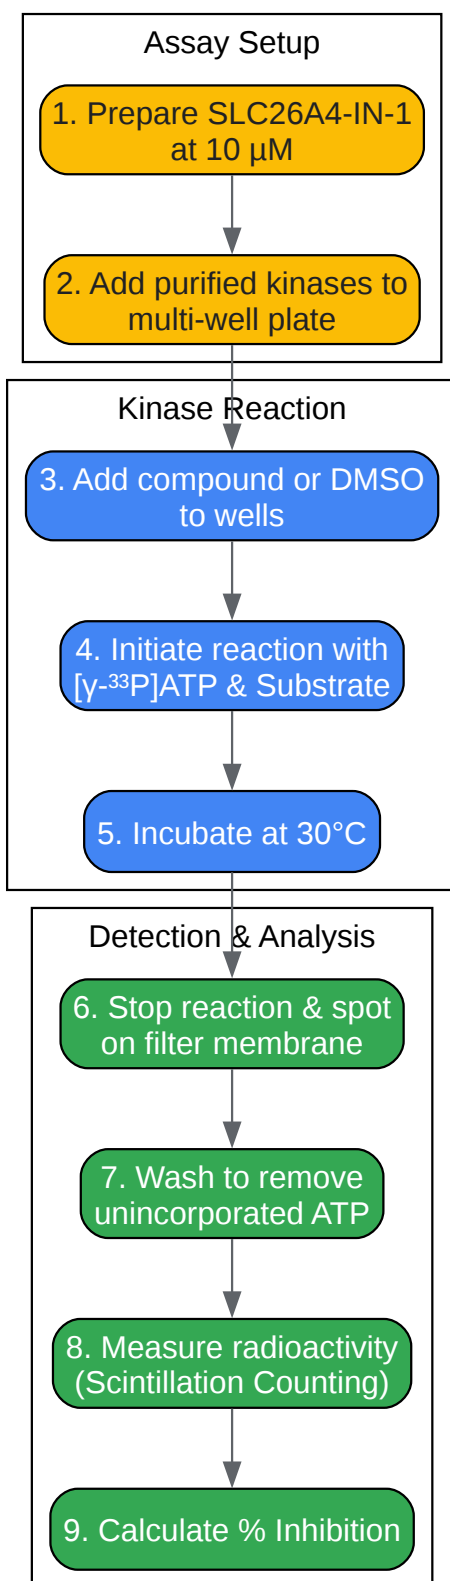 Assay Setup
1. Prepare SLC26A4-IN-1
at 10 µM
2. Add purified kinases to
multi-well plate
Kinase Reaction
3. Add compound or DMSO
to wells
4. Initiate reaction with
[γ-³³P]ATP & Substrate
5. Incubate at 30°C
Detection & Analysis
6. Stop reaction & spot
on filter membrane
7. Wash to remove
unincorporated ATP
8. Measure radioactivity
(Scintillation Counting)
9. Calculate % Inhibition